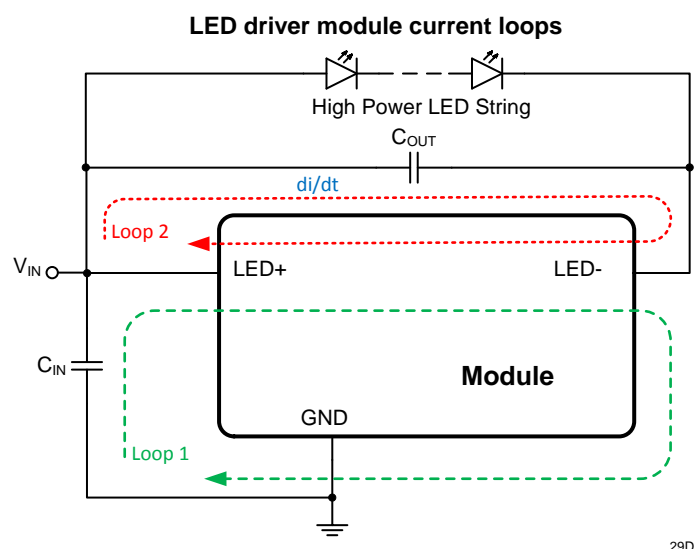 LED driver module current loops
High Power LED String
COUT
di/dt
Loop 2
VIN
LED+
LED-
CIN
Module
GND
Loop 1
29D